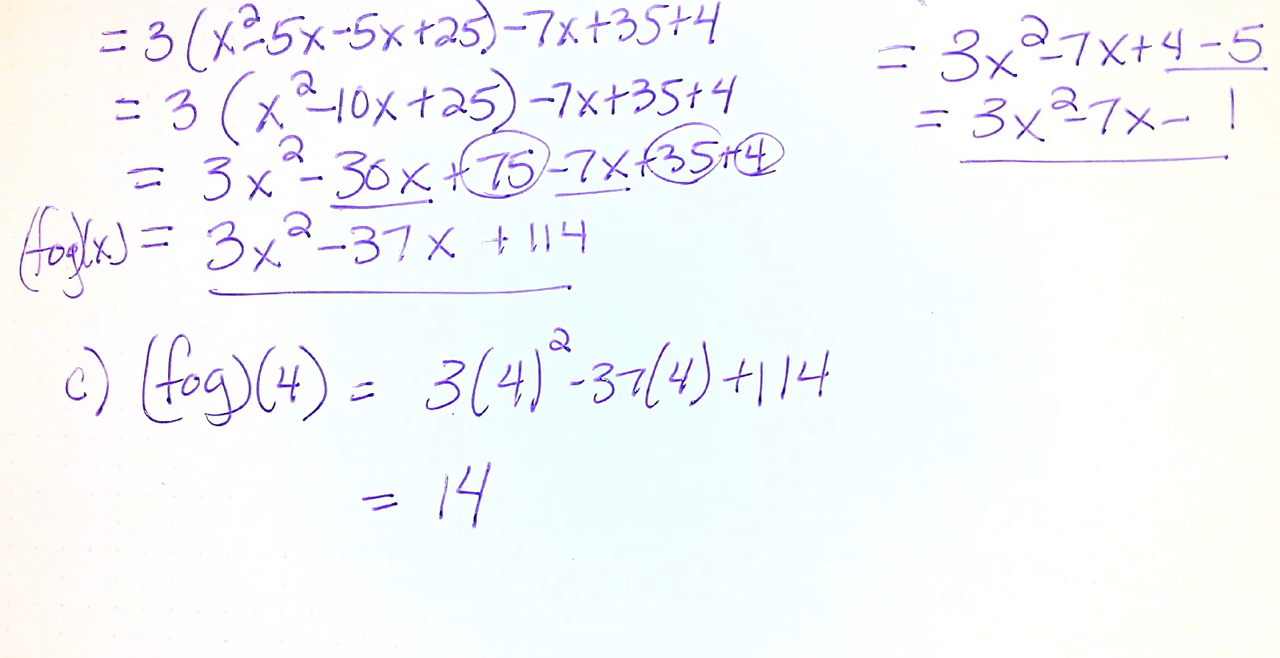 = 3(x²-5x-5x+25)-7x+35+4
= 3(x²-10x+25)-7x+35+4
= 3x²-30x+75-7x+35+4
(fog)(x) = 3x²-37x+114
= 3x²-7x+4-5
= 3x²-7x-1
c) (fog)(4) = 3(4)²-37(4)+114
= 14